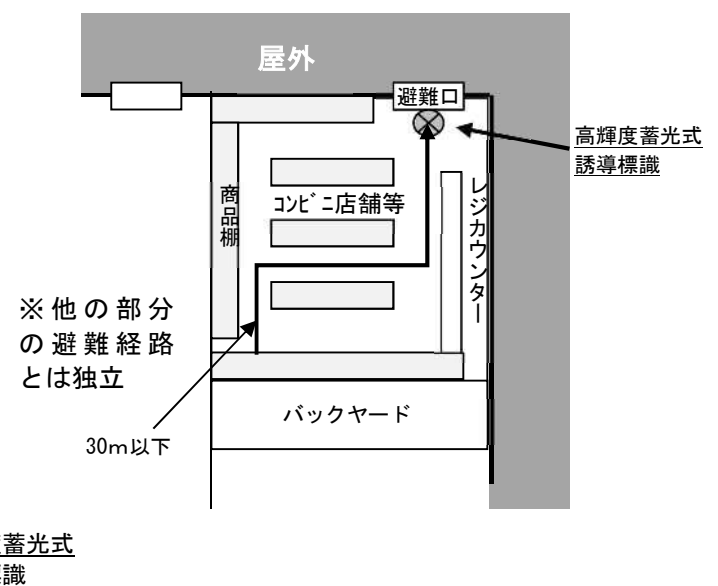 屋外
避難口
高輝度蓄光式
誘導標識
商品棚
コンビニ店舗等
レジカウンター
※他の部分
の避難経路
とは独立
バックヤード
30m以下
蓄光式
識